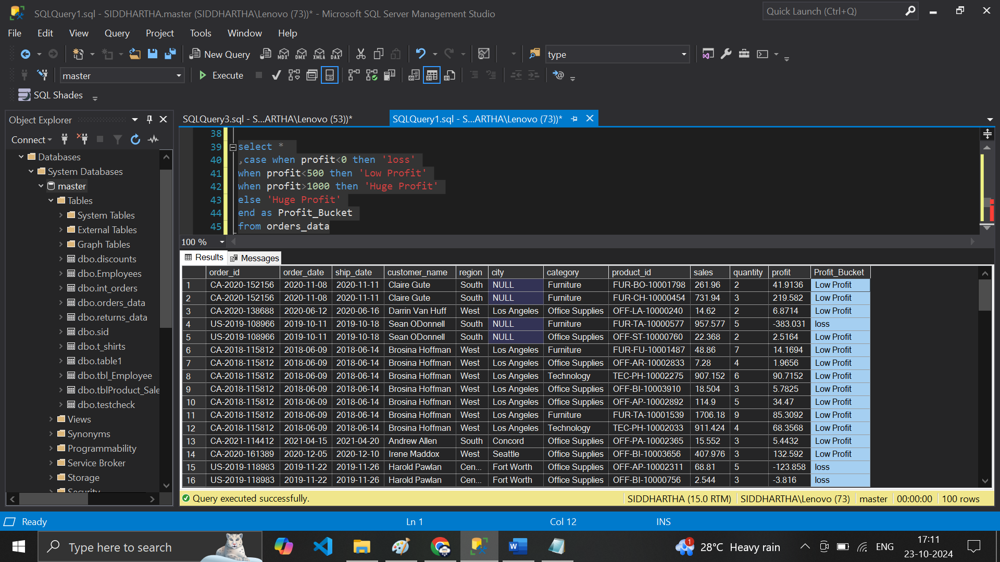 SQLQuery1.sql - SIDDHARTHA.master (SIDDHARTHA\Lenovo (73))* - Microsoft SQL Server Management Studio
Quick Launch (Ctrl+Q)
File Edit View Query Project Tools Window Help
New Query MDX DMX XMLA DAX type
master Execute
SQL Shades
Object Explorer
SQLQuery3.sql - S...ARTHA\Lenovo (53))*
SQLQuery1.sql - S...ARTHA\Lenovo (73))*
Connect
Databases
System Databases
master
Tables
System Tables
External Tables
Graph Tables
dbo.discounts
dbo.Employees
dbo.int_orders
dbo.orders_data
dbo.returns_data
dbo.sid
dbo.t_shirts
dbo.table1
dbo.tbl_Employee
dbo.tblProduct_Sale
dbo.testcheck
Views
Synonyms
Programmability
Service Broker
Storage
Security
38
39 select *
40 ,case when profit<0 then 'loss'
41 when profit<500 then 'Low Profit'
42 when profit>1000 then 'Huge Profit'
43 else 'Huge Profit'
44 end as Profit_Bucket
45 from orders_data
100 %
Results Messages
order_id order_date ship_date customer_name region city category product_id sales quantity profit Profit_Bucket
1 CA-2020-152156 2020-11-08 2020-11-11 Claire Gute South NULL Furniture FUR-BO-10001798 261.96 2 41.9136 Low Profit
2 CA-2020-152156 2020-11-08 2020-11-11 Claire Gute South NULL Furniture FUR-CH-10000454 731.94 3 219.582 Low Profit
3 CA-2020-138688 2020-06-12 2020-06-16 Darrin Van Huff West Los Angeles Office Supplies OFF-LA-10000240 14.62 2 6.8714 Low Profit
4 US-2019-108966 2019-10-11 2019-10-18 Sean ODonnell South NULL Furniture FUR-TA-10000577 957.577 5 -383.031 loss
5 US-2019-108966 2019-10-11 2019-10-18 Sean ODonnell South NULL Office Supplies OFF-ST-10000760 22.368 2 2.5164 Low Profit
6 CA-2018-115812 2018-06-09 2018-06-14 Brosina Hoffman West Los Angeles Furniture FUR-FU-10001487 48.86 7 14.1694 Low Profit
7 CA-2018-115812 2018-06-09 2018-06-14 Brosina Hoffman West Los Angeles Office Supplies OFF-AR-10002833 7.28 4 1.9656 Low Profit
8 CA-2018-115812 2018-06-09 2018-06-14 Brosina Hoffman West Los Angeles Technology TEC-PH-10002275 907.152 6 90.7152 Low Profit
9 CA-2018-115812 2018-06-09 2018-06-14 Brosina Hoffman West Los Angeles Office Supplies OFF-BI-10003910 18.504 3 5.7825 Low Profit
10 CA-2018-115812 2018-06-09 2018-06-14 Brosina Hoffman West Los Angeles Office Supplies OFF-AP-10002892 114.9 5 34.47 Low Profit
11 CA-2018-115812 2018-06-09 2018-06-14 Brosina Hoffman West Los Angeles Furniture FUR-TA-10001539 1706.18 9 85.3092 Low Profit
12 CA-2018-115812 2018-06-09 2018-06-14 Brosina Hoffman West Los Angeles Technology TEC-PH-10002033 911.424 4 68.3568 Low Profit
13 CA-2021-114412 2021-04-15 2021-04-20 Andrew Allen South Concord Office Supplies OFF-PA-10002365 15.552 3 5.4432 Low Profit
14 CA-2020-161389 2020-12-05 2020-12-10 Irene Maddox West Seattle Office Supplies OFF-BI-10003656 407.976 3 132.592 Low Profit
15 US-2019-118983 2019-11-22 2019-11-26 Harold Pawlan Cen... Fort Worth Office Supplies OFF-AP-10002311 68.81 5 -123.858 loss
16 US-2019-118983 2019-11-22 2019-11-26 Harold Pawlan Cen... Fort Worth Office Supplies OFF-BI-10000756 2.544 3 -3.816 loss
Query executed successfully. SIDDHARTHA (15.0 RTM) SIDDHARTHA\Lenovo (73) master 00:00:00 100 rows
Ready Ln 1 Col 12 INS
Type here to search W 1 28°C Heavy rain ENG 17:11
23-10-2024